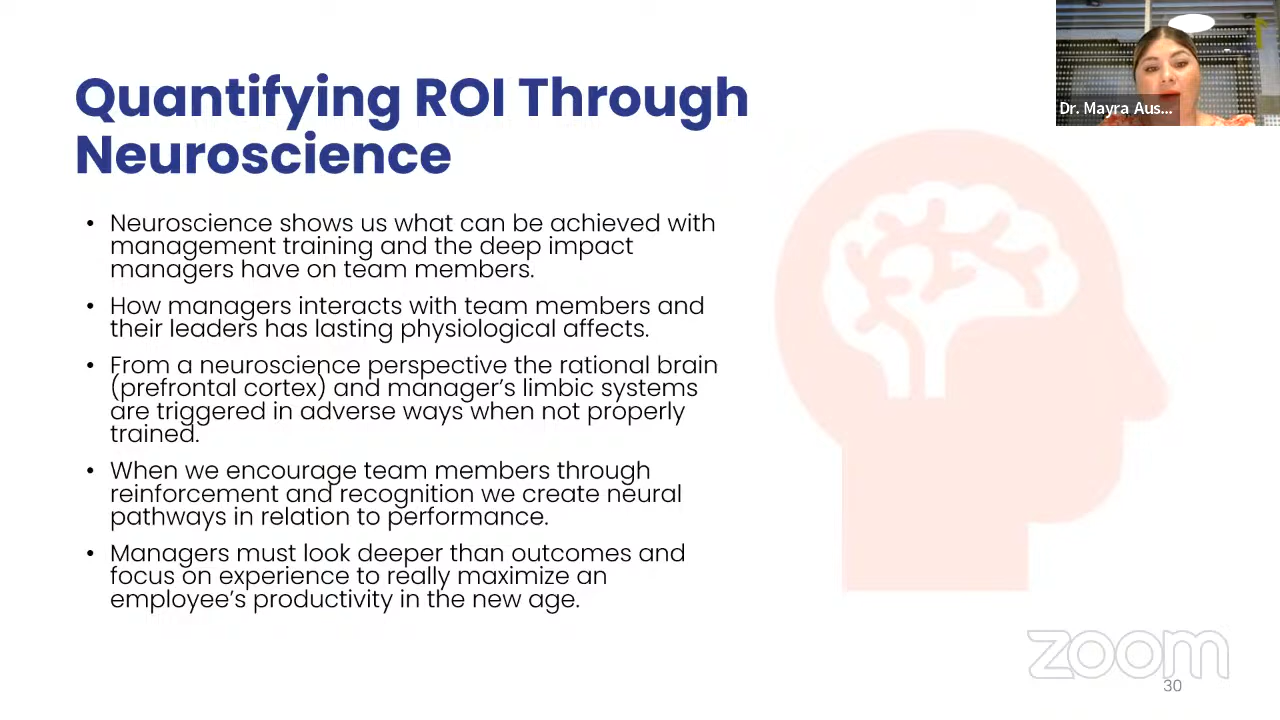 Quantifying ROI Through
Neuroscience
• Neuroscience shows us what can be achieved with
management training and the deep impact
managers have on team members.
• How managers interacts with team members and
their leaders has lasting physiological affects.
• From a neuroscience perspective the rational brain
(prefrontal cortex) and manager's limbic systems
are triggered in adverse ways when not properly
trained.
• When we encourage team members through
reinforcement and recognition we create neural
pathways in relation to performance.
• Managers must look deeper than outcomes and
focus on experience to really maximize an
employee's productivity in the new age.
Dr. Mayra Aus...
zoom
30